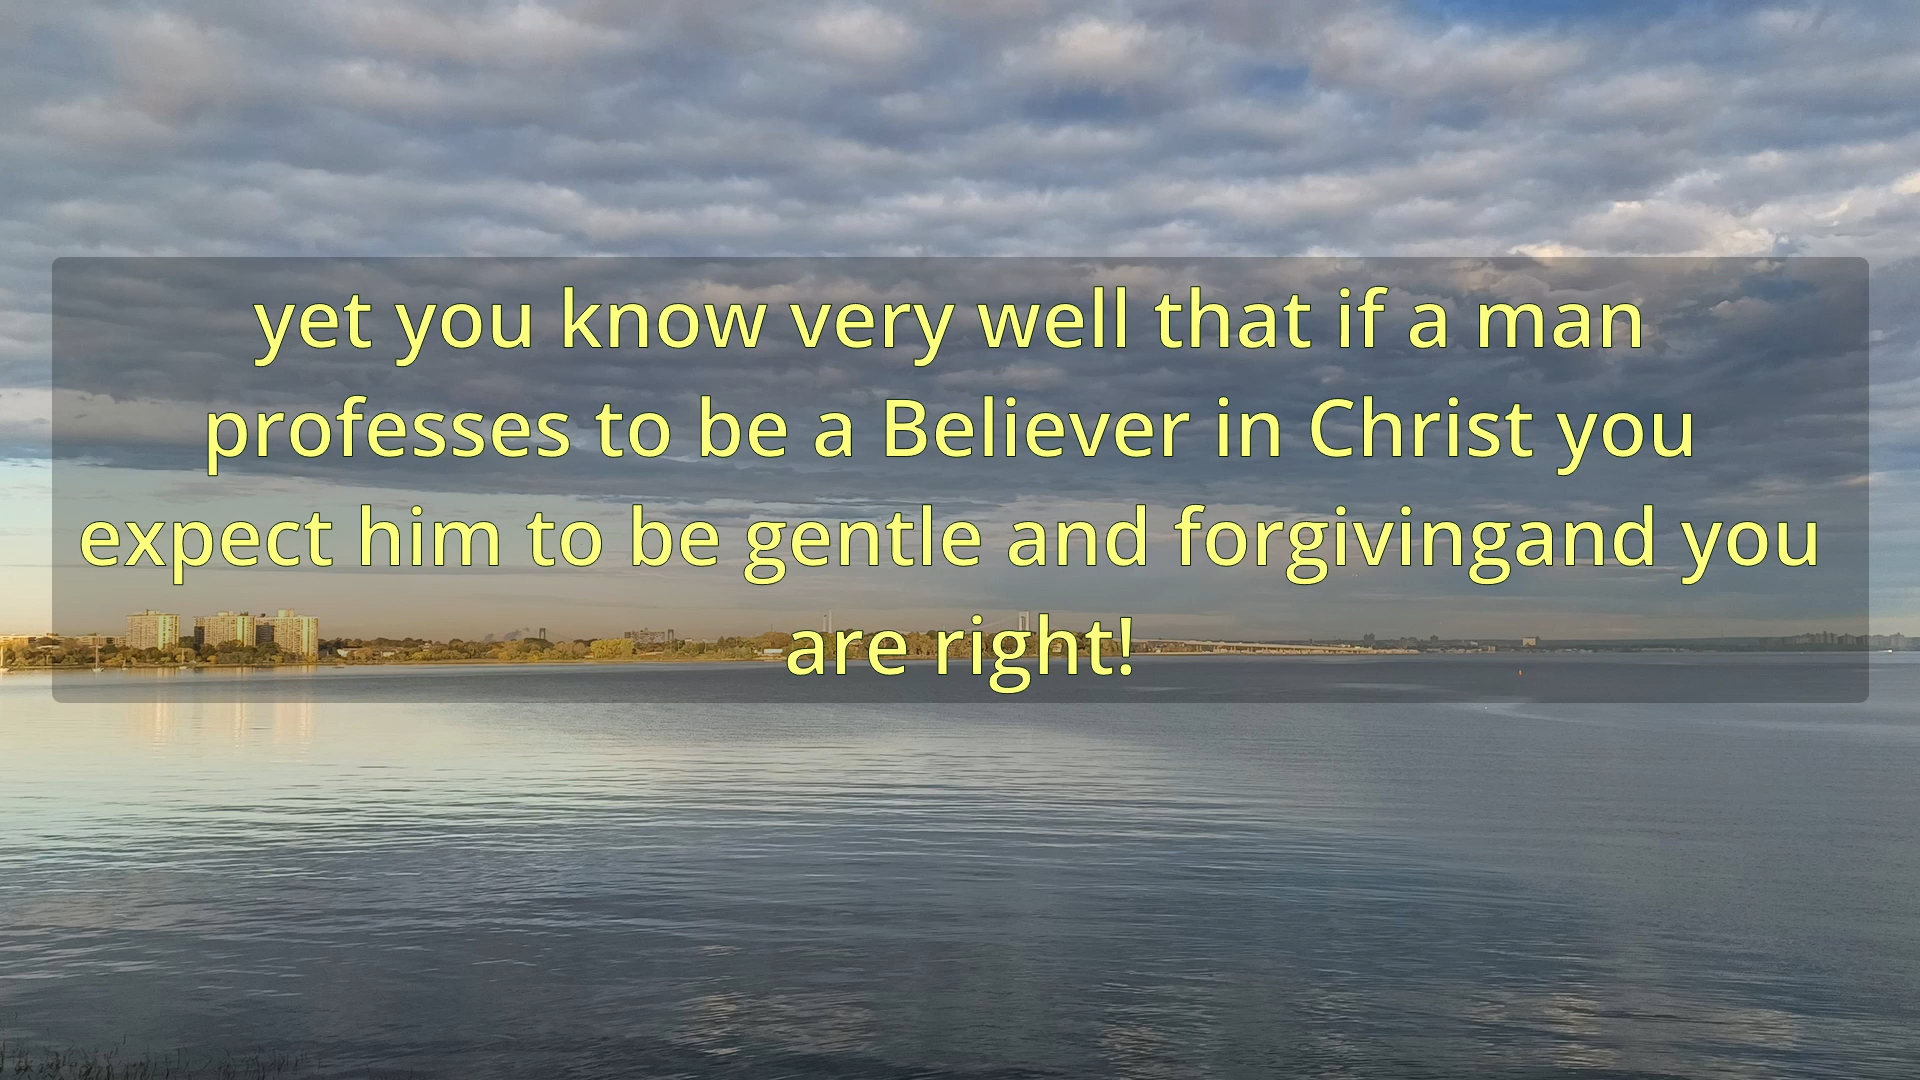 yet you know very well that if a man
professes to be a Believer in Christ you
expect him to be gentle and forgivingand you
are right!